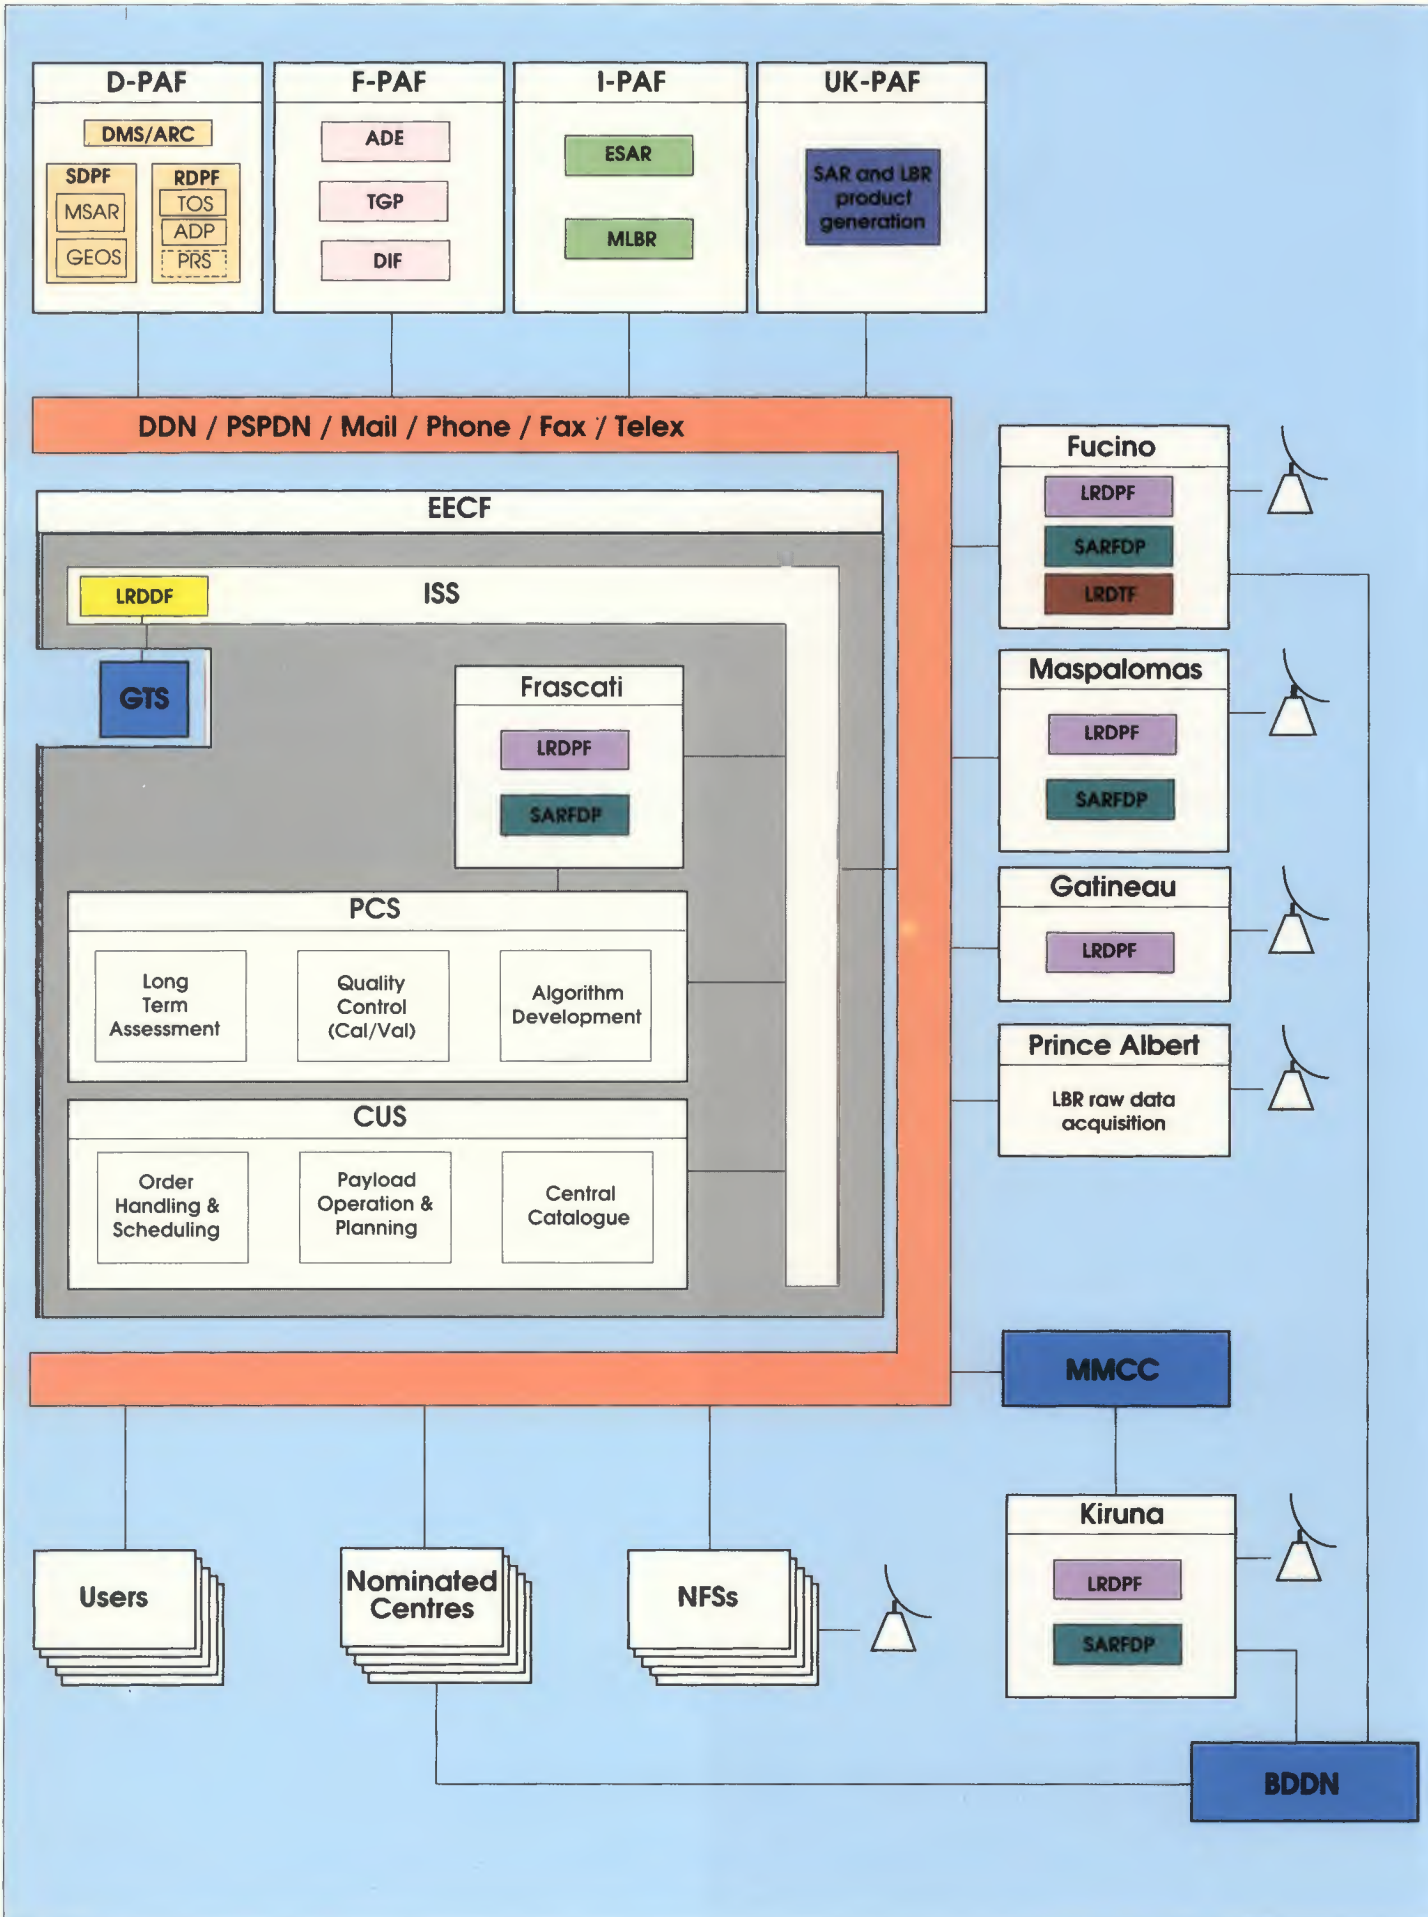 D-PAF
DMS/ARC
SDPF
MSAR
GEOS
RDPF
TOS
ADP
PRS
F-PAF
ADE
TGP
DIF
I-PAF
ESAR
MLBR
UK-PAF
SAR and LBR
product
generation
DDN / PSPDN / Mail / Phone / Fax / Telex
EECF
LRDDF
ISS
GTS
Frascati
LRDPF
SARFDP
PCS
Long
Term
Assessment
Quality
Control
(Cal/Val)
Algorithm
Development
CUS
Order
Handling &
Scheduling
Payload
Operation &
Planning
Central
Catalogue
Fucino
LRDPF
SARFDP
LRDTF
Maspalomas
LRDPF
SARFDP
Gatineau
LRDPF
Prince Albert
LBR raw data
acquisition
MMCC
Kiruna
LRDPF
SARFDP
Users
Nominated
Centres
NFSs
BDDN